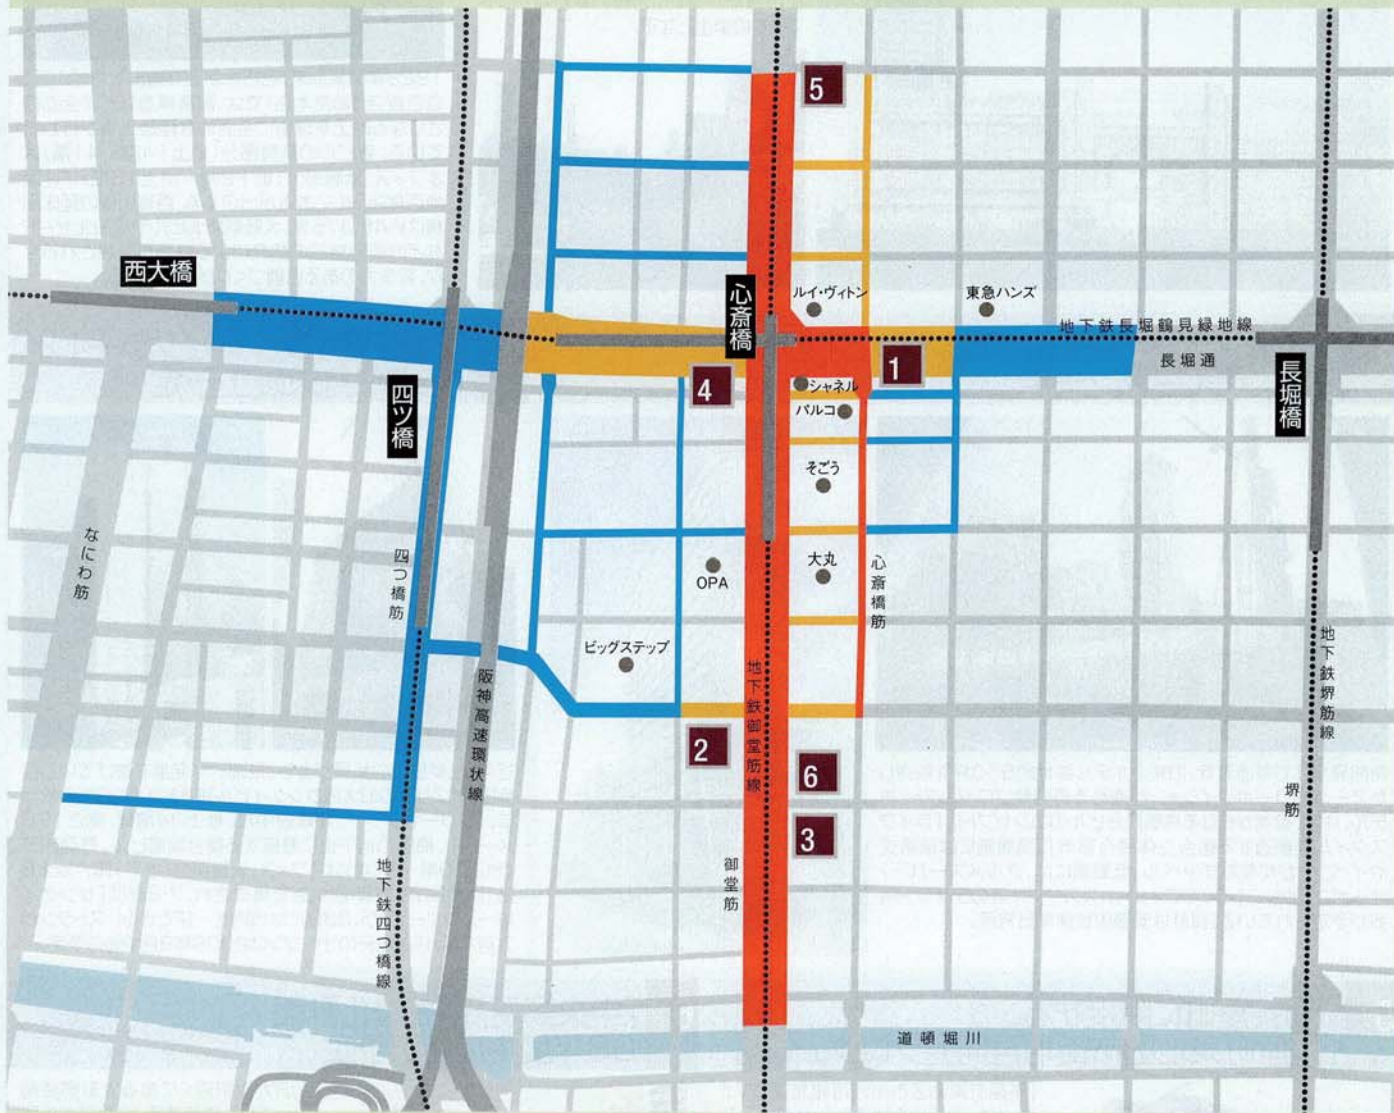 5
西大橋
心斎橋
ルイ・ヴィトン
東急ハンズ
地下鉄長堀鶴見緑地線
長堀通
1
4
シャネル
パルコ
四ツ橋
長堀橋
そごう
なにわ筋
四つ橋筋
OPA
大丸
心斎橋筋
ビッグステップ
阪神高速環状線
地下鉄御堂筋線
地下鉄堺筋線
2
6
3
堺筋
御堂筋
地下鉄四つ橋線
道頓堀川